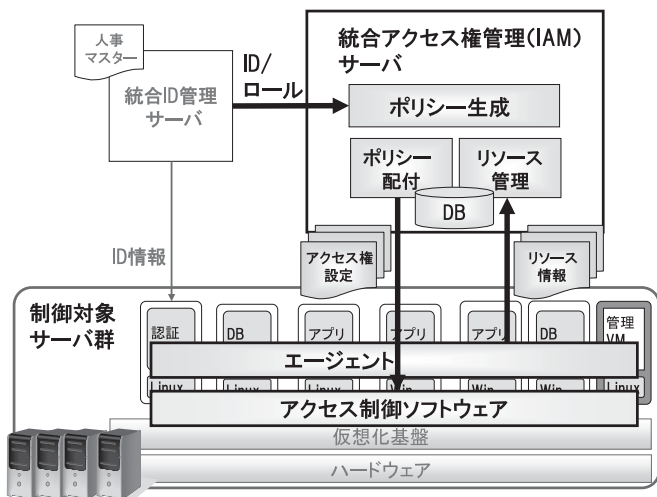 人事
マスター
統合ID管理
サーバ
ID/
ロール
統合アクセス権管理(IAM)
サーバ
ポリシー生成
ポリシー
配付
リソース
管理
DB
アクセス権
設定
リソース
情報
ID情報
制御対象
サーバ群
認証
DB
アプリ
アプリ
アプリ
DB
管理
VM
エージェント
Linux
Linux
Linux
Win
Win
Win
Linux
アクセス制御ソフトウェア
仮想化基盤
ハードウェア